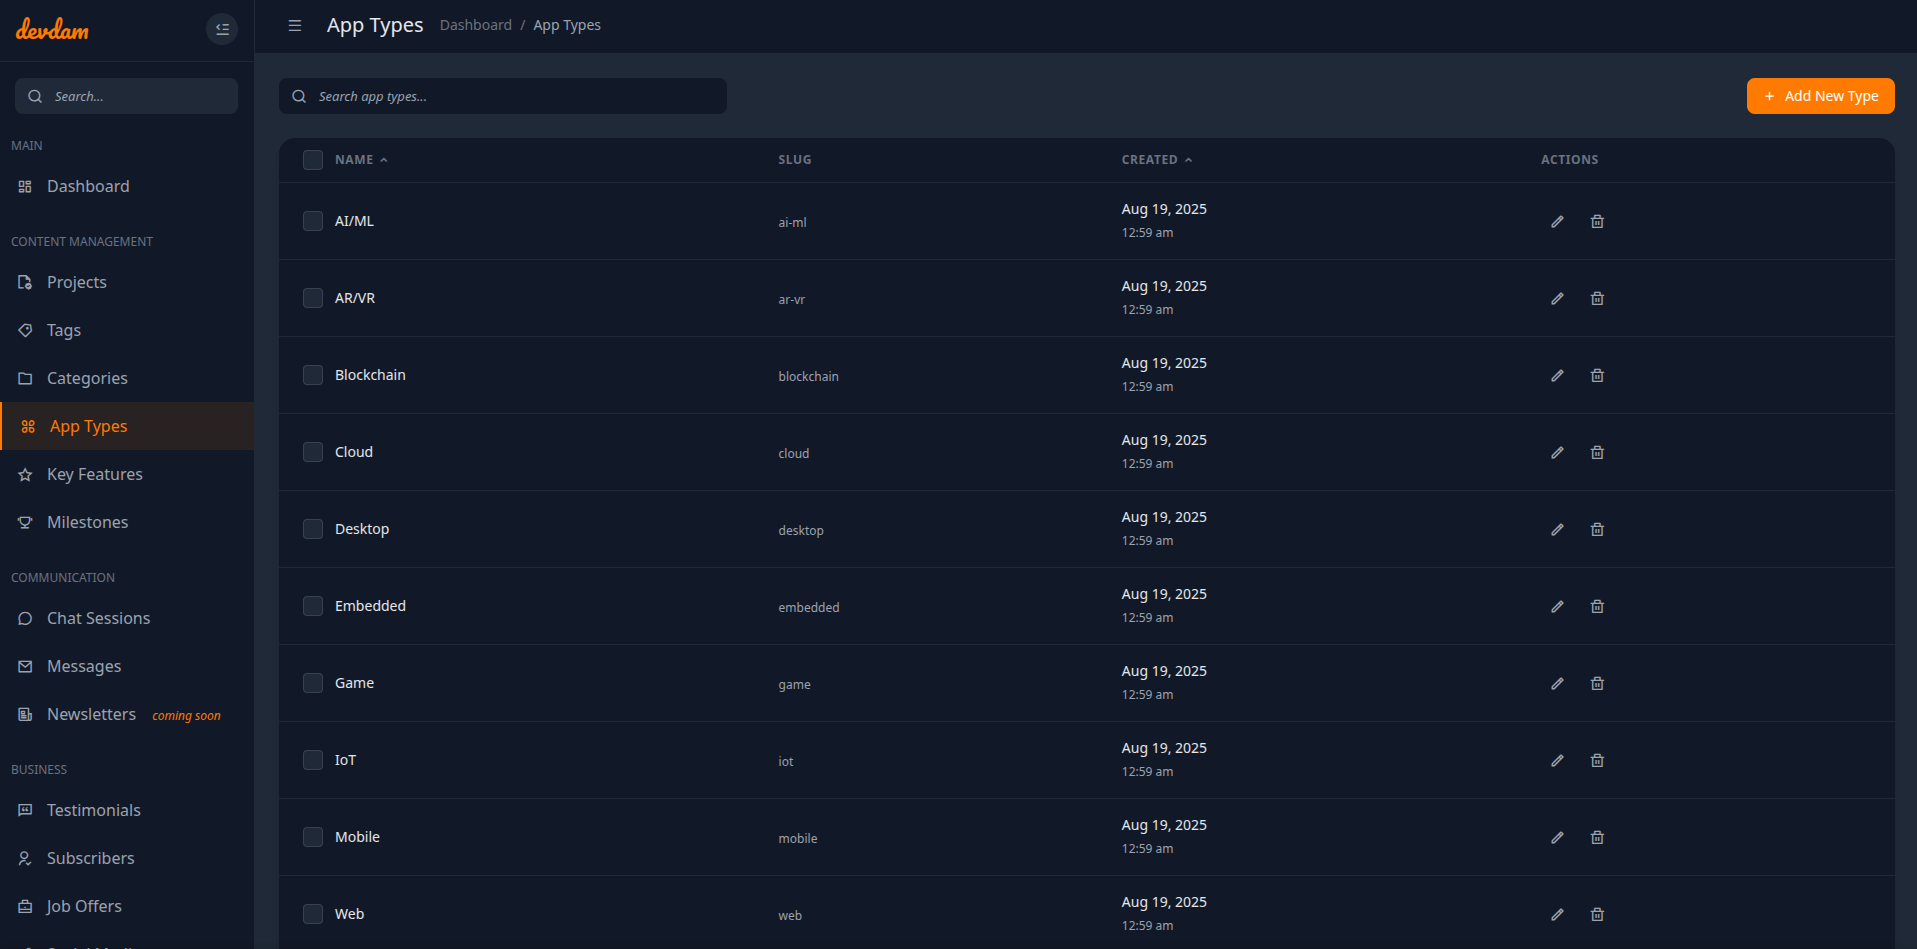 devdam
Search...
MAIN
Dashboard
CONTENT MANAGEMENT
Projects
Tags
Categories
App Types
Key Features
Milestones
COMMUNICATION
Chat Sessions
Messages
Newsletters coming soon
BUSINESS
Testimonials
Subscribers
Job Offers
App Types Dashboard / App Types
Search app types...
+ Add New Type
NAME SLUG CREATED ACTIONS
AI/ML ai-ml Aug 19, 2025
12:59 am
AR/VR ar-vr Aug 19, 2025
12:59 am
Blockchain blockchain Aug 19, 2025
12:59 am
Cloud cloud Aug 19, 2025
12:59 am
Desktop desktop Aug 19, 2025
12:59 am
Embedded embedded Aug 19, 2025
12:59 am
Game game Aug 19, 2025
12:59 am
IoT iot Aug 19, 2025
12:59 am
Mobile mobile Aug 19, 2025
12:59 am
Web web Aug 19, 2025
12:59 am